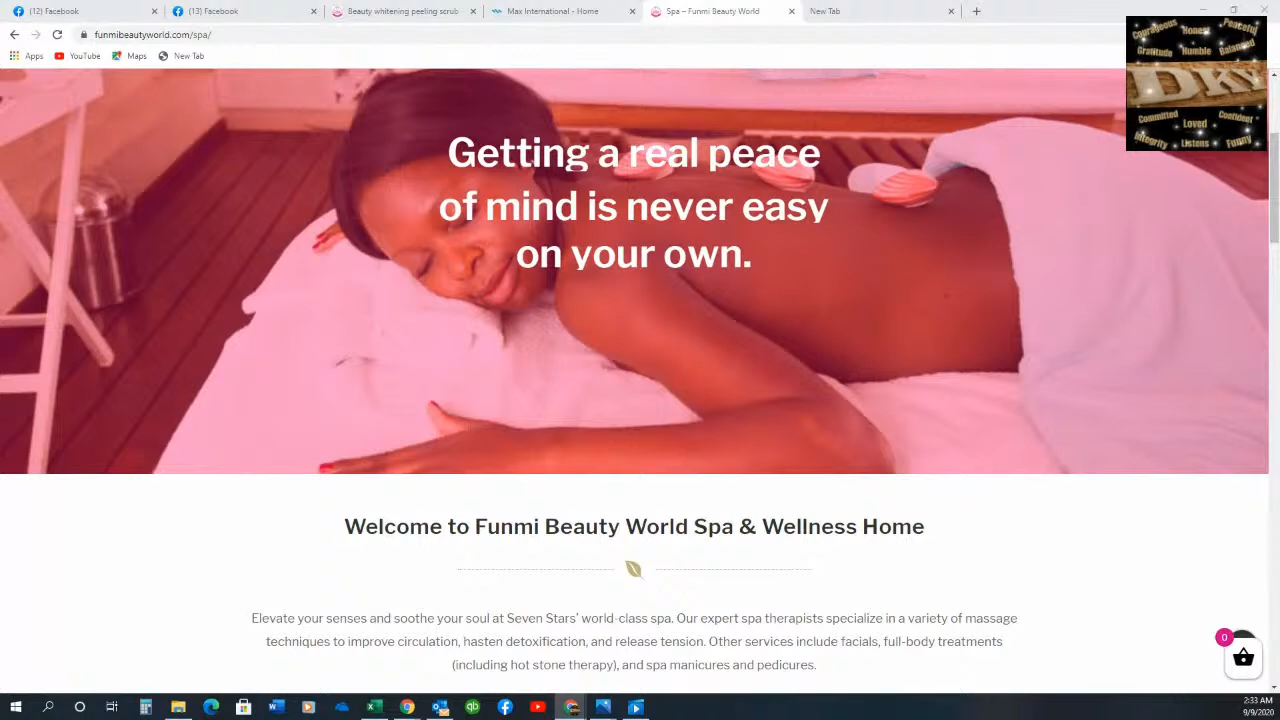 (12) Facebook
(13) Facebook
Beauty whitening peeling scrub
Max International - Home
Spa – Funmi Beauty World
New Tab
funmibeautyworld.com/spa/
Apps
YouTube
Maps
New Tab
Courageous
Honest
Peaceful
Gratitude
Humble
Balanced
DKY
Committed
Loved
Confident
Integrity
Listens
Funny
Getting a real peace
of mind is never easy
on your own.
Welcome to Funmi Beauty World Spa & Wellness Home
Elevate your senses and soothe your soul at Seven Stars' world-class spa. Our expert spa therapists specialize in a variety of massage
techniques to improve circulation, hasten detoxification, and release tension. Other services include facials, full-body treatments
(including hot stone therapy), and spa manicures and pedicures.
0
2:33 AM
9/9/2020